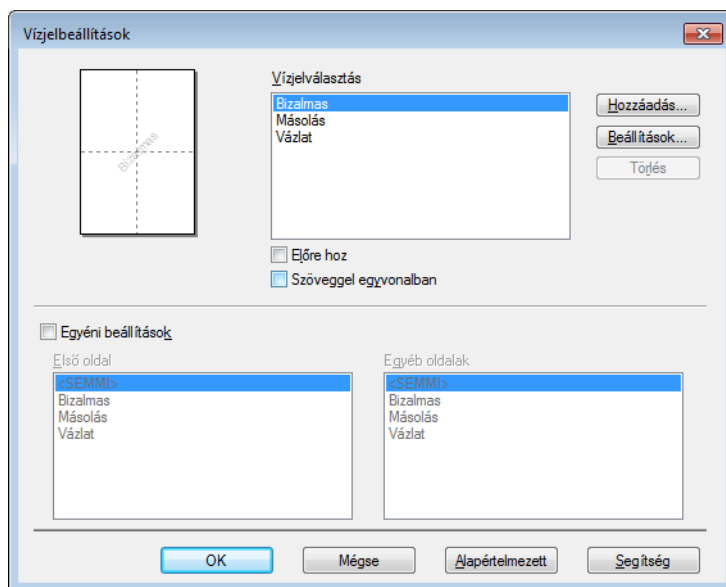 Vízjelbeállítások
Vízjelválasztás
Bizalmas
Másolás
Vázlat
Hozzáadás...
Beállítások...
Törlés
Bizalmas
Előre hoz
Szöveggel egyvonalban
Egyéni beállítások
Első oldal
<SEMMI>
Bizalmas
Másolás
Vázlat
Egyéb oldalak
<SEMMI>
Bizalmas
Másolás
Vázlat
OK
Mégse
Alapértelmezett
Segítség